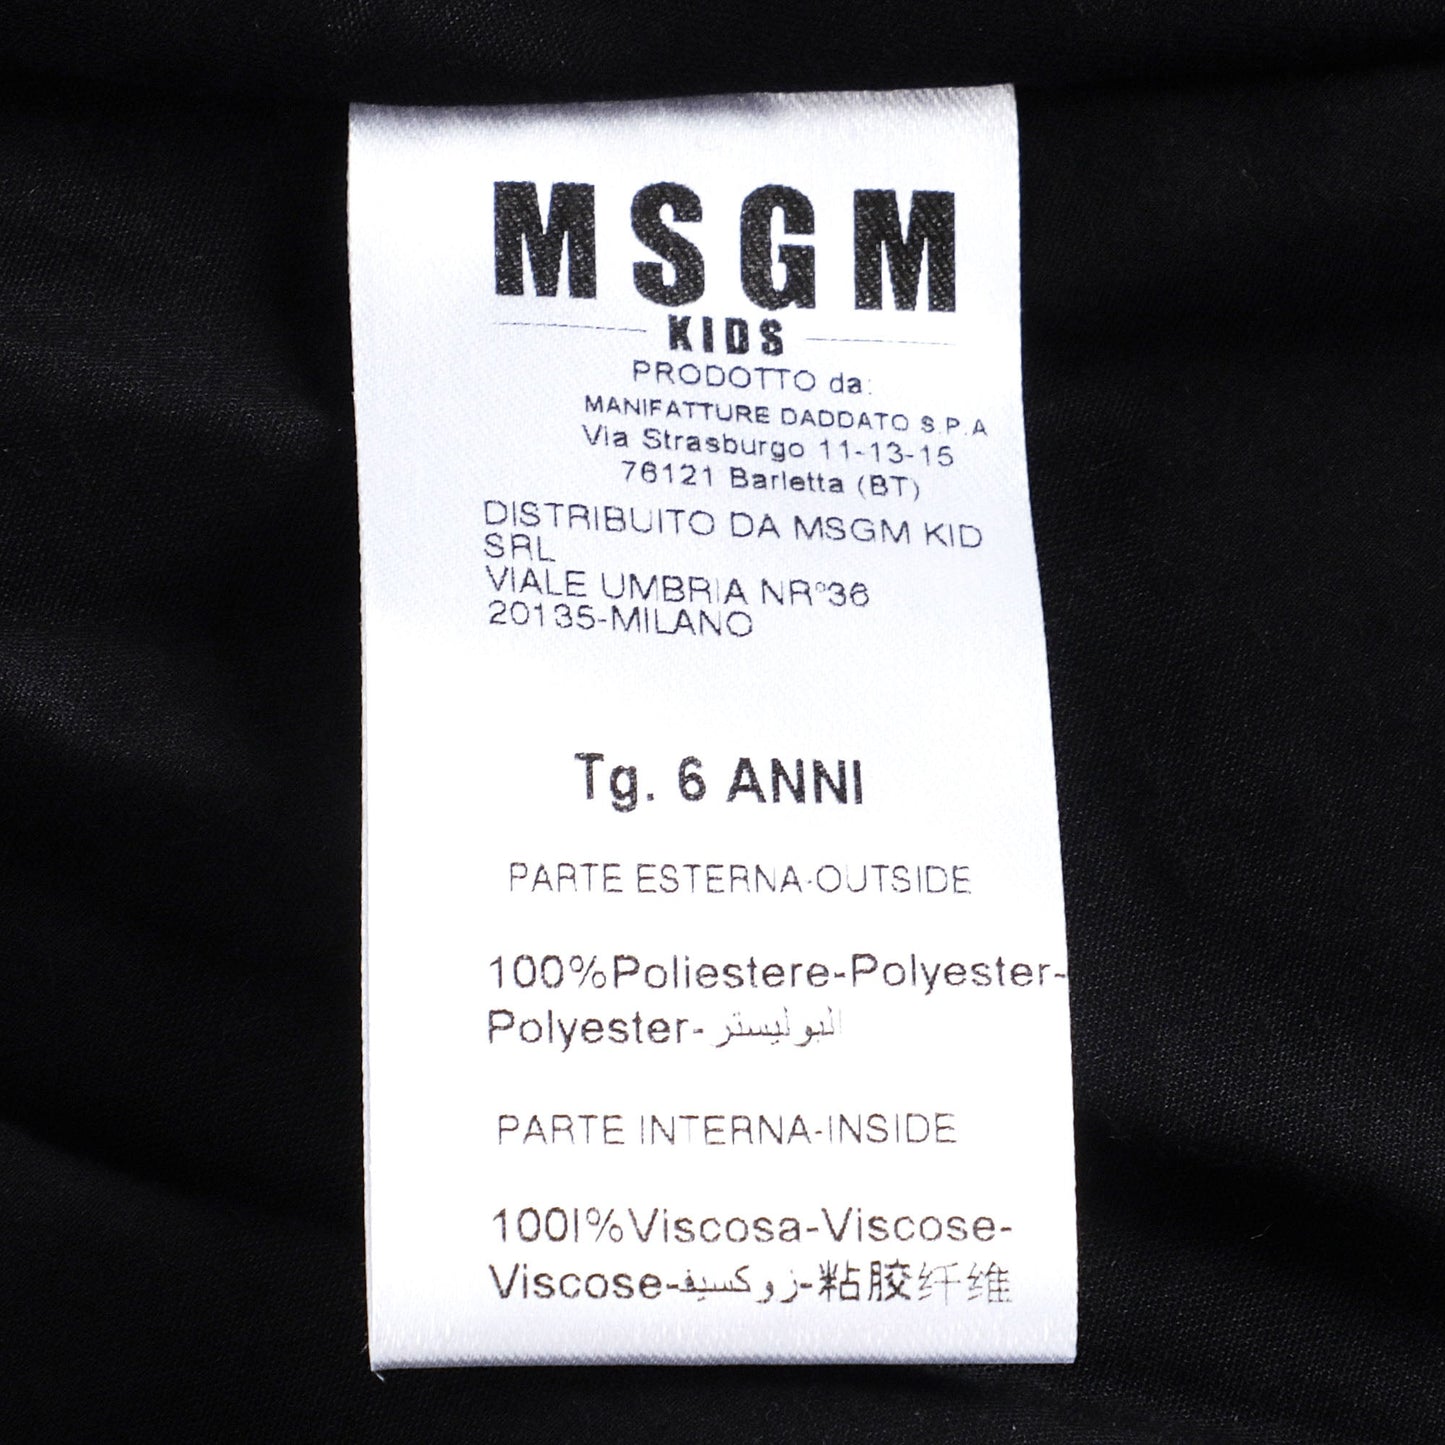 MSGM
KIDS
PRODOTTO da:
MANIFATTURE DADDATO S.P.A
Via Strasburgo 11-13-15
76121 Barletta (BT)
DISTRIBUITO DA MSGM KID
SRL
VIALE UMBRIA NR°36
20135-MILANO
Tg. 6 ANNI
PARTE ESTERNA-OUTSIDE
100%Poliestere-Polyester-
Polyester-البوليستر
PARTE INTERNA-INSIDE
100I%Viscosa-Viscose-
Viscose-زوكسيف-粘胶纤维